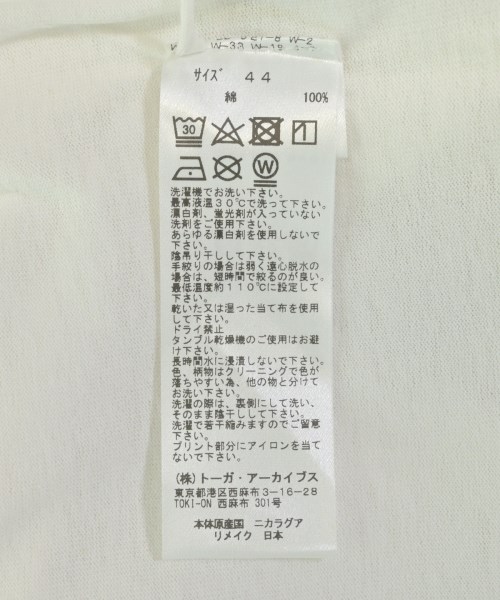 W-33 W-18
サイズ 44
綿 100%
30
W
洗濯機でお洗い下さい。
最高液温30℃で洗って下さい。
漂白剤、蛍光剤が入っていない
洗剤をご使用下さい。
あらゆる漂白剤を使用しないで
下さい。
陰吊り干しして下さい。
手絞りの場合は弱く遠心脱水の
場合は、短時間で絞るのが良い。
最低温度約110℃に設定して
下さい。
乾いた又は湿った当て布を使用
して下さい。
ドライ禁止
タンブル乾燥機のご使用はお避
け下さい。
長時間水に浸漬しないで下さい。
色、柄物はクリーニングで色が
落ちやすい為、他の物と分けて
お洗い下さい。
洗濯の際は、裏側にして洗い、
そのまま陰干しして下さい。
洗濯で若干縮みますのでご留意
下さい。
プリント部分にアイロンを当て
ないで下さい。
(株)トーガ・アーカイブス
東京都港区西麻布3-16-28
TOKI-ON 西麻布 301号
本体原産国 ニカラグア
リメイク 日本